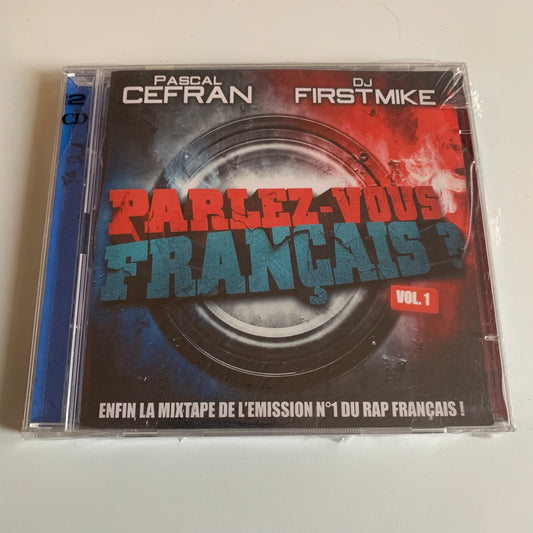 2
CD
PASCAL
CEFRAN
DJ
FIRSTMIKE
PARLEZ-VOUS
FRANÇAIS ?
VOL. 1
ENFIN LA MIXTAPE DE L'EMISSION N°1 DU RAP FRANÇAIS !